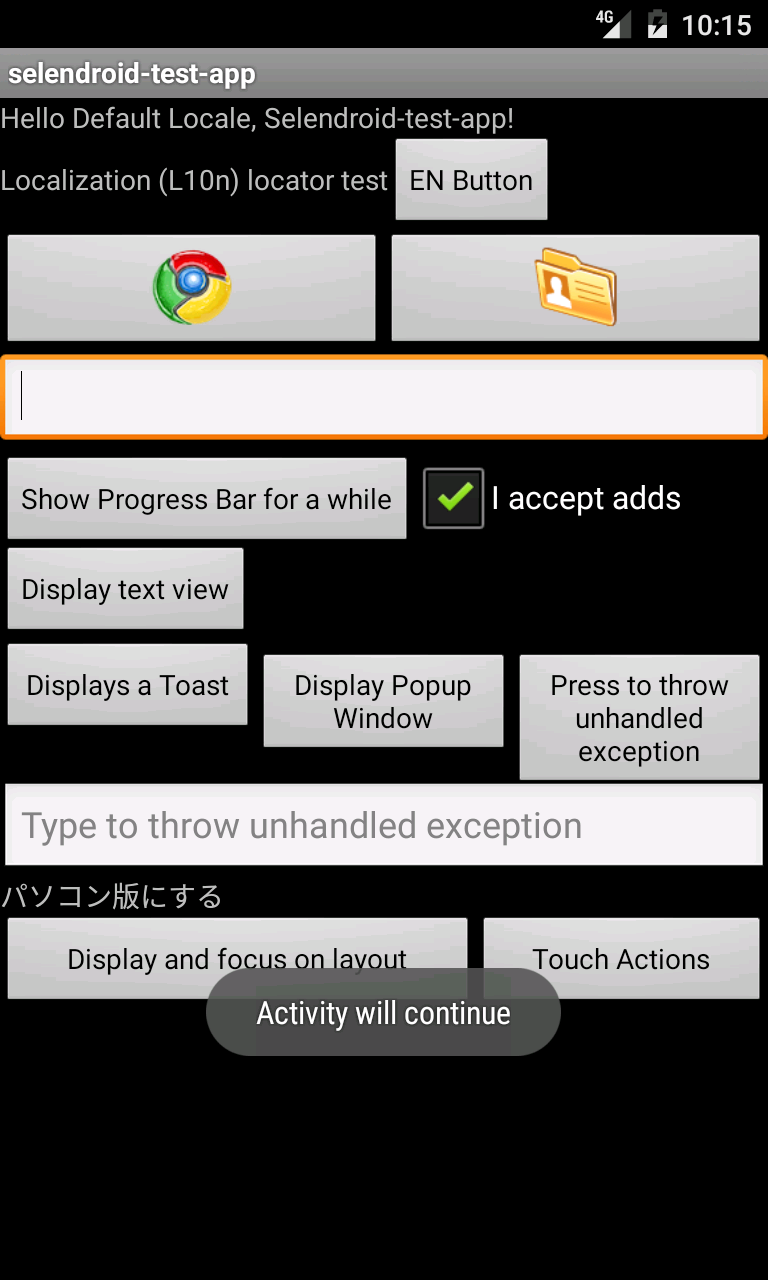 4G 10:15
selendroid-test-app
Hello Default Locale, Selendroid-test-app!
Localization (L10n) locator test EN Button
Show Progress Bar for a while I accept adds
Display text view
Displays a Toast
Display Popup
Window
Press to throw
unhandled
exception
Type to throw unhandled exception
パソコン版にする
Display and focus on layout Touch Actions
Activity will continue